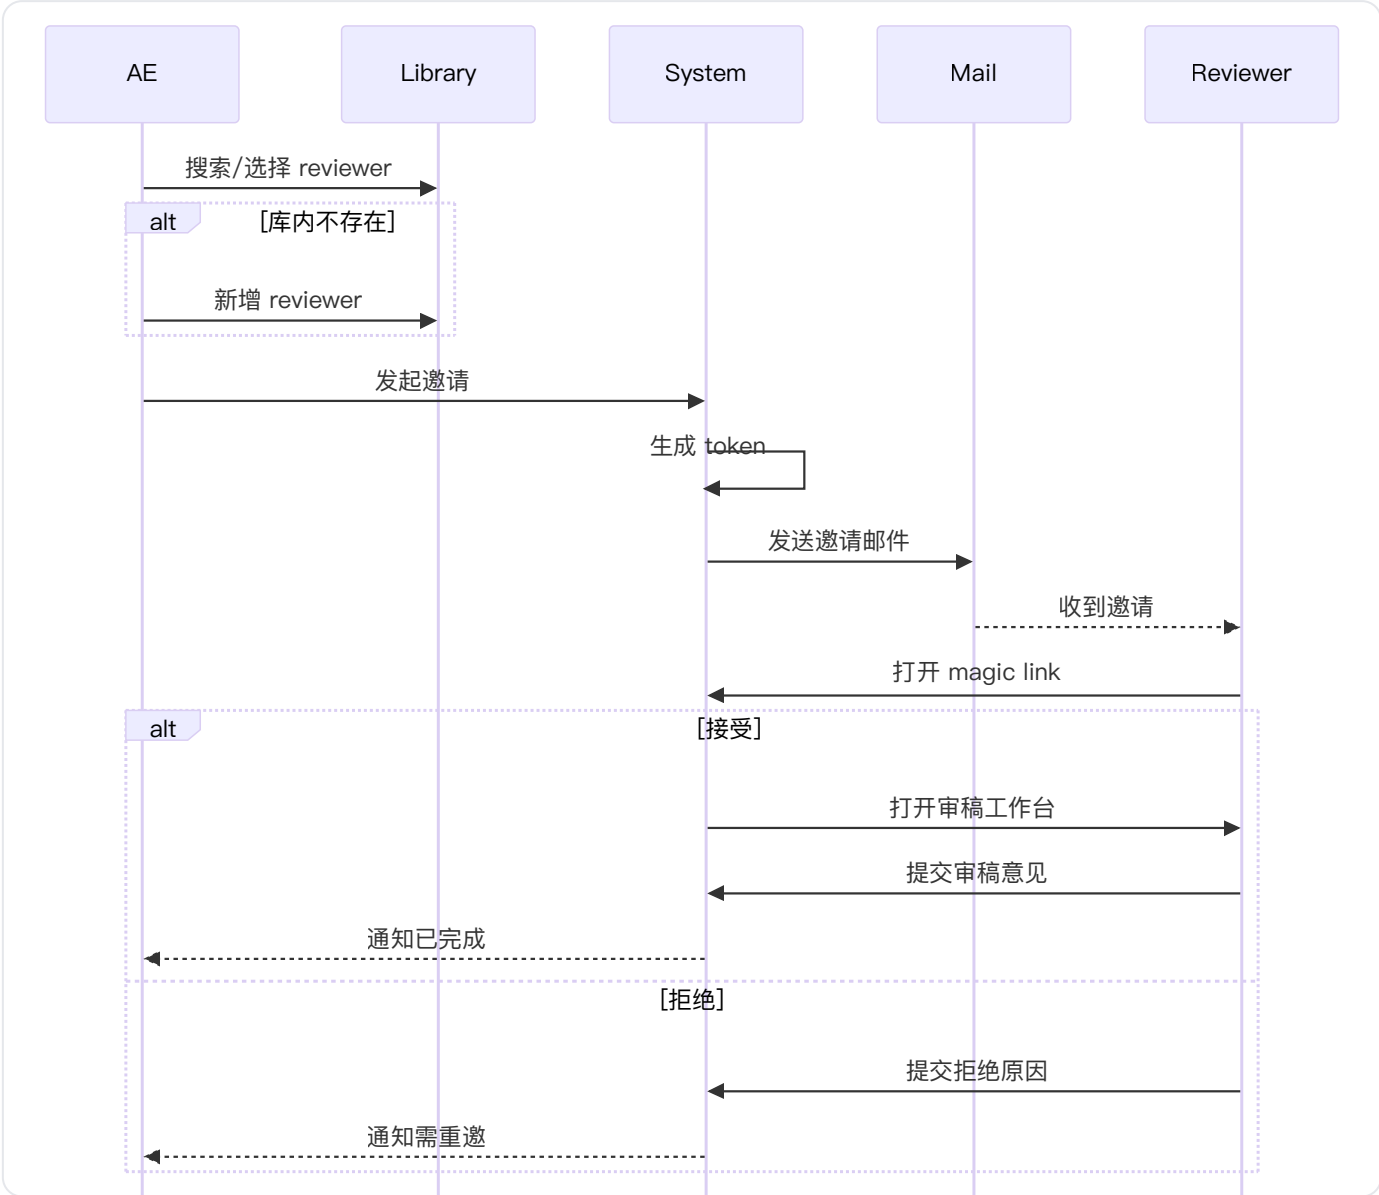 AE
Library
System
Mail
Reviewer
搜索/选择 reviewer
alt
[库内不存在]
新增 reviewer
发起邀请
生成 token
发送邀请邮件
收到邀请
打开 magic link
alt
[接受]
打开审稿工作台
提交审稿意见
通知已完成
[拒绝]
提交拒绝原因
通知需重邀